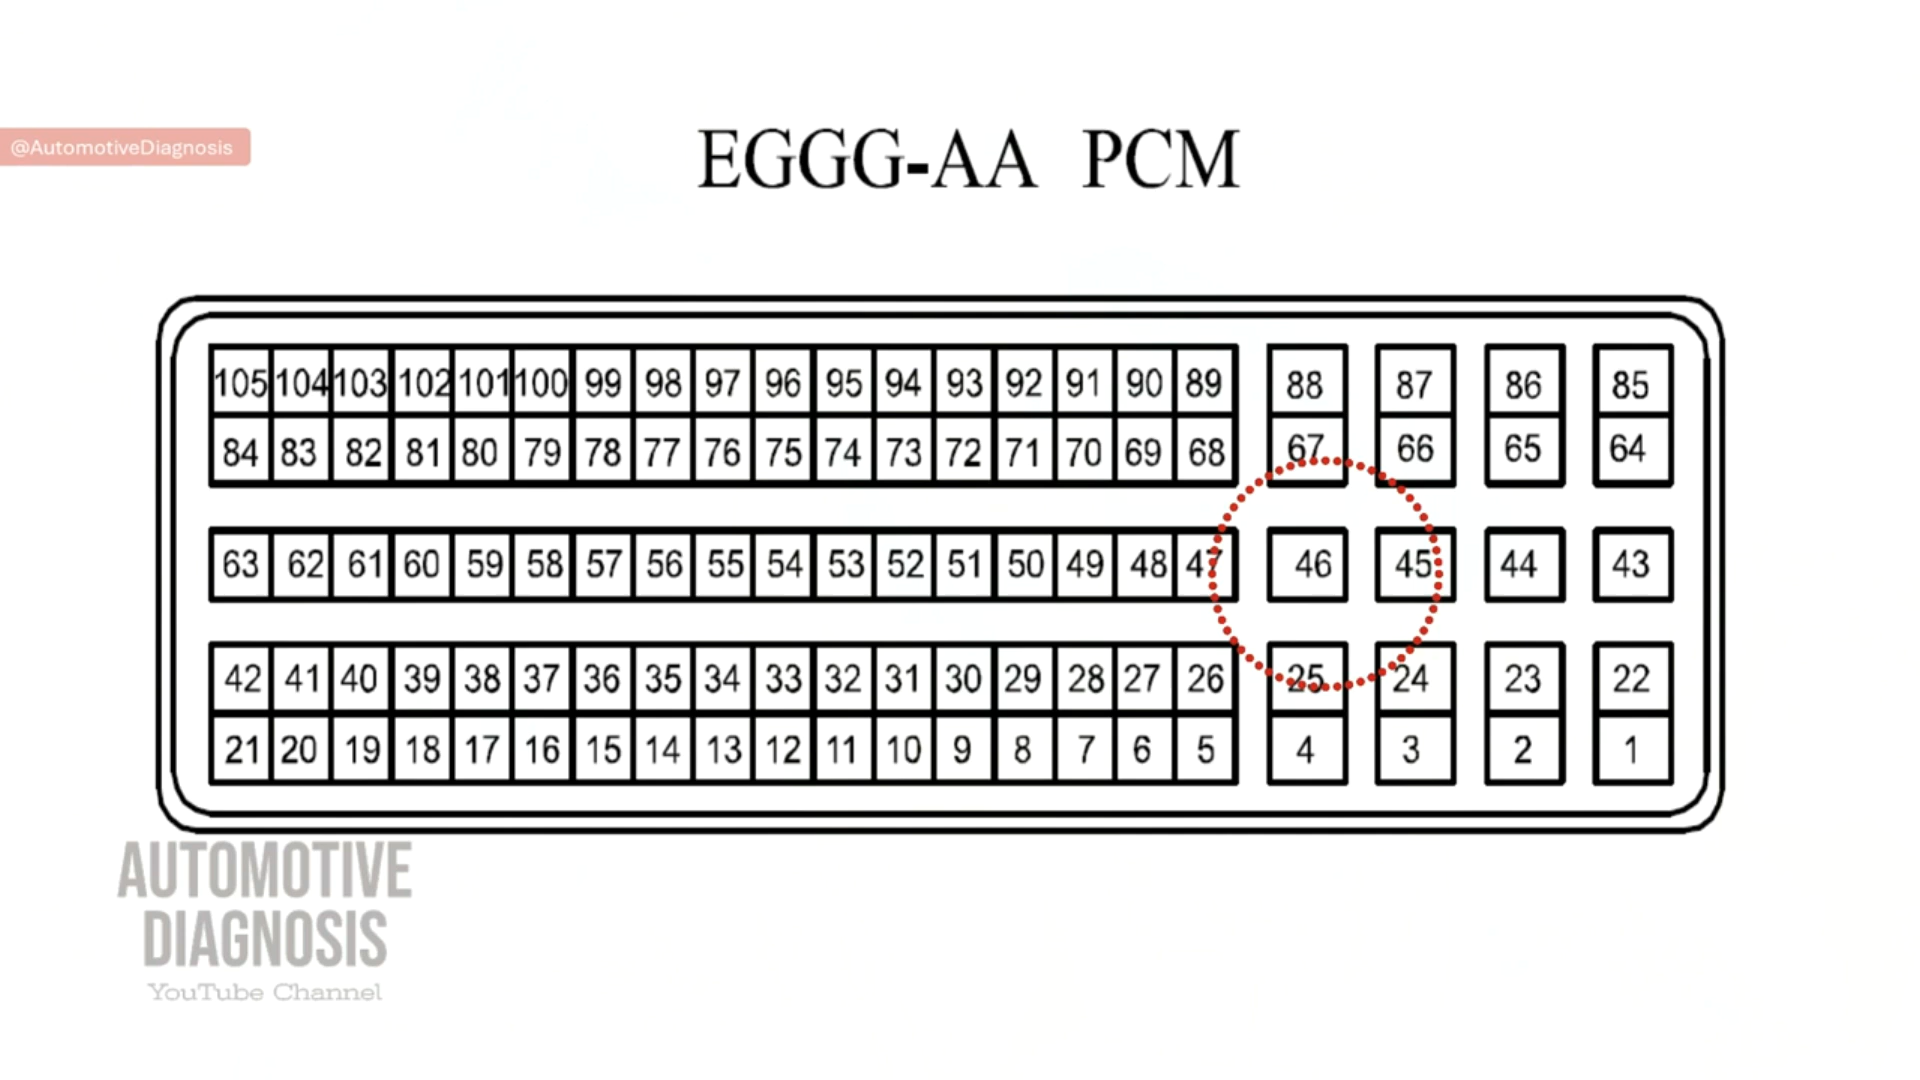 @AutomotiveDiagnosis
EGGG-AA PCM
105 104 103 102 101 100 99 98 97 96 95 94 93 92 91 90 89 88 87 86 85
84 83 82 81 80 79 78 77 76 75 74 73 72 71 70 69 68 67 66 65 64
63 62 61 60 59 58 57 56 55 54 53 52 51 50 49 48 47 46 45 44 43
42 41 40 39 38 37 36 35 34 33 32 31 30 29 28 27 26 25 24 23 22
21 20 19 18 17 16 15 14 13 12 11 10 9 8 7 6 5 4 3 2 1
AUTOMOTIVE
DIAGNOSIS
YouTube Channel